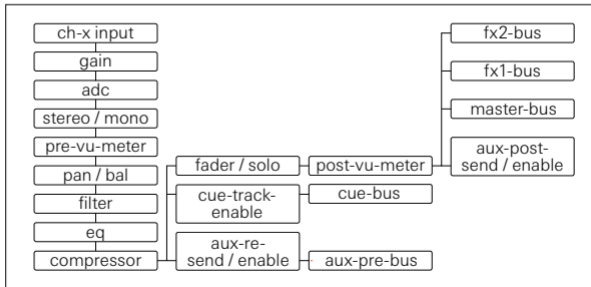 ch-x input
gain
adc
stereo / mono
pre-vu-meter
pan / bal
filter
eq
compressor
fader / solo
cue-track-
enable
aux-re-
send / enable
post-vu-meter
cue-bus
aux-pre-bus
fx2-bus
fx1-bus
master-bus
aux-post-
send / enable